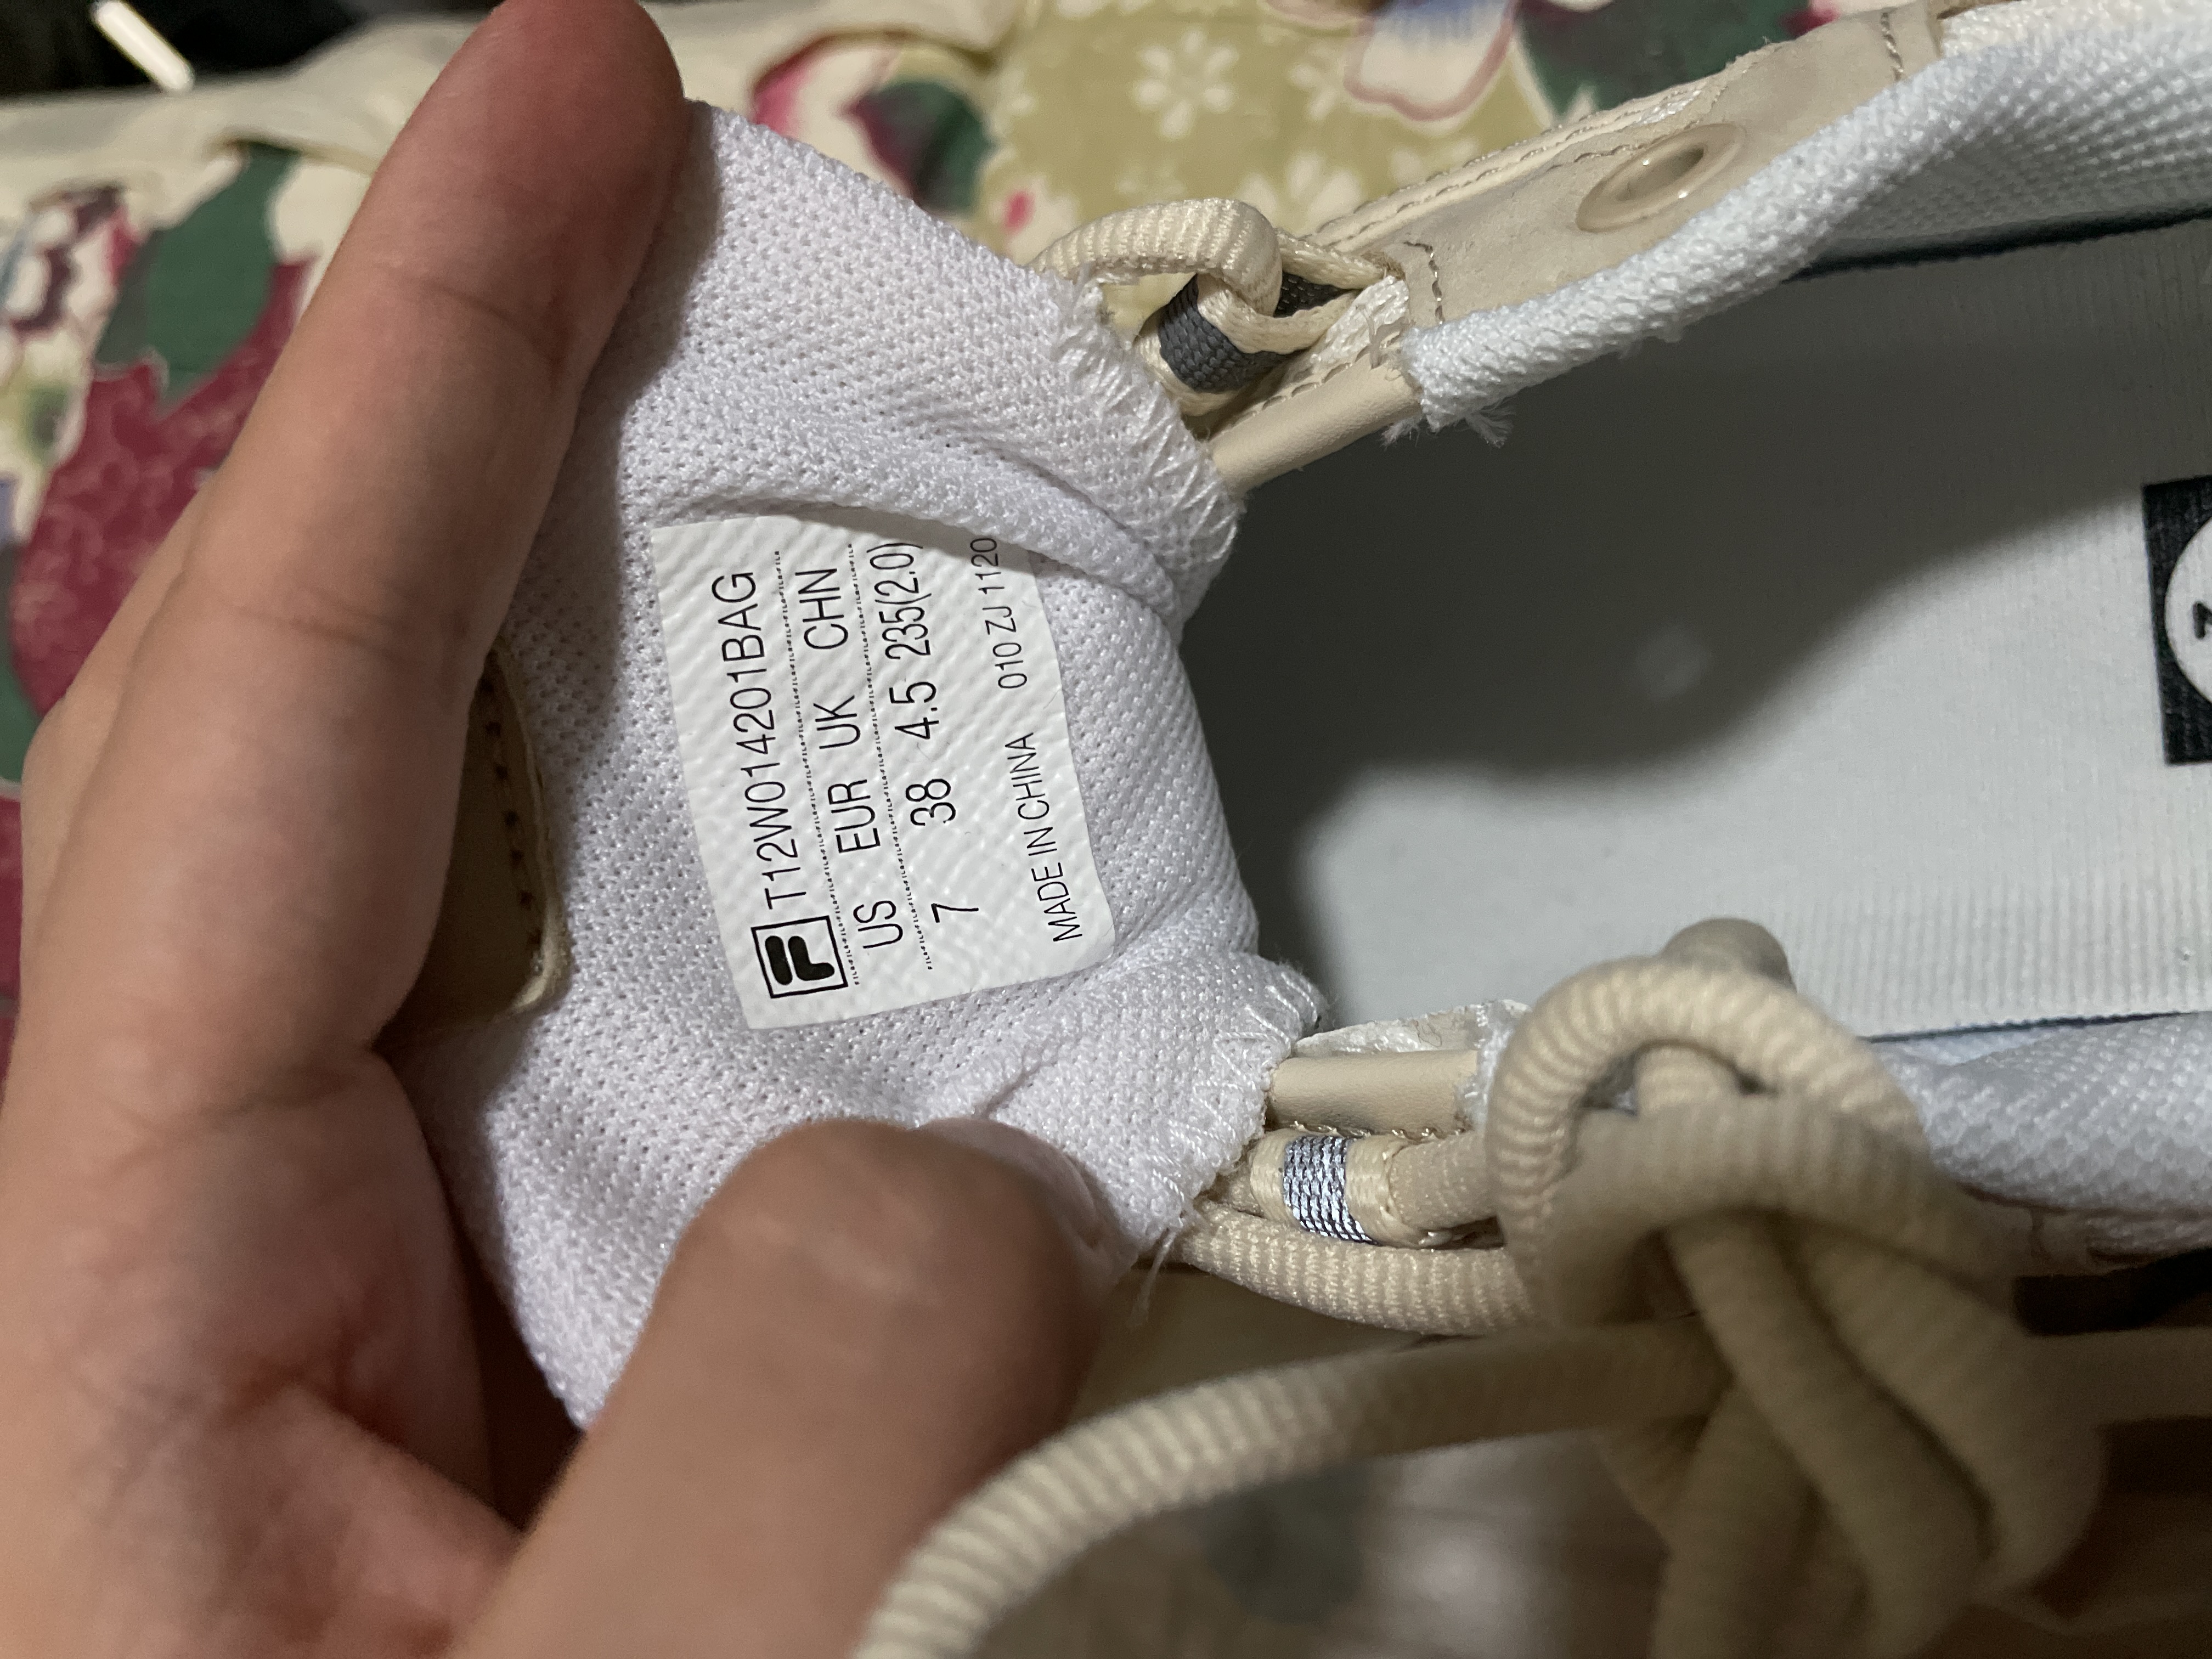 F T12W014201BAG
US EUR UK CHN
7 38 4.5 235(2.0)
MADE IN CHINA 010 ZJ 1120